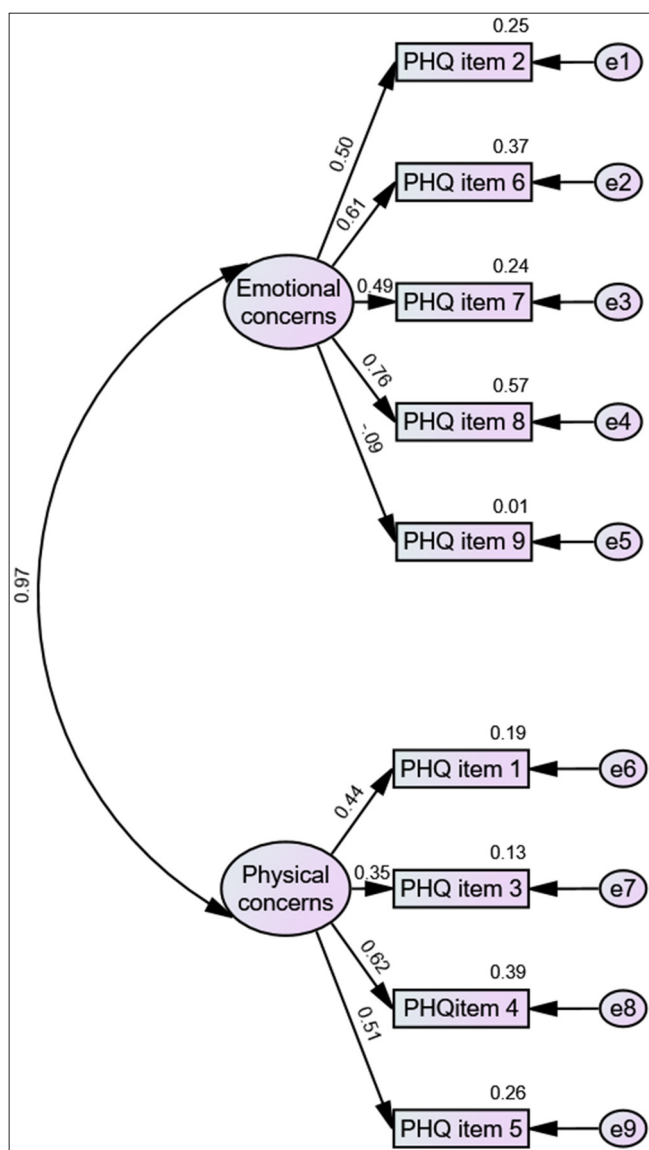 0.25
PHQ item 2
e1
0.50
0.37
PHQ item 6
e2
0.61
Emotional
concerns
0.49
0.24
PHQ item 7
e3
0.76
0.57
PHQ item 8
e4
-.09
0.01
PHQ item 9
e5
0.97
0.19
PHQ item 1
e6
0.44
Physical
concerns
0.35
0.13
PHQ item 3
e7
0.62
0.39
PHQitem 4
e8
0.51
0.26
PHQ item 5
e9